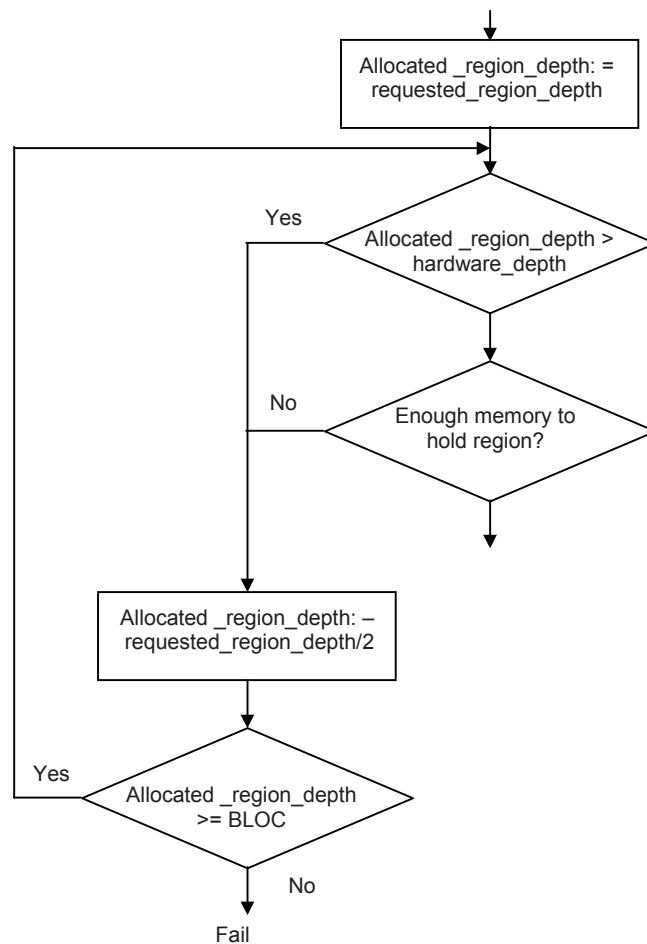 Allocated _region_depth: =
requested_region_depth
Yes
Allocated _region_depth >
hardware_depth
No
Enough memory to
hold region?
Allocated _region_depth: –
requested_region_depth/2
Yes
Allocated _region_depth
>= BLOC
No
Fail